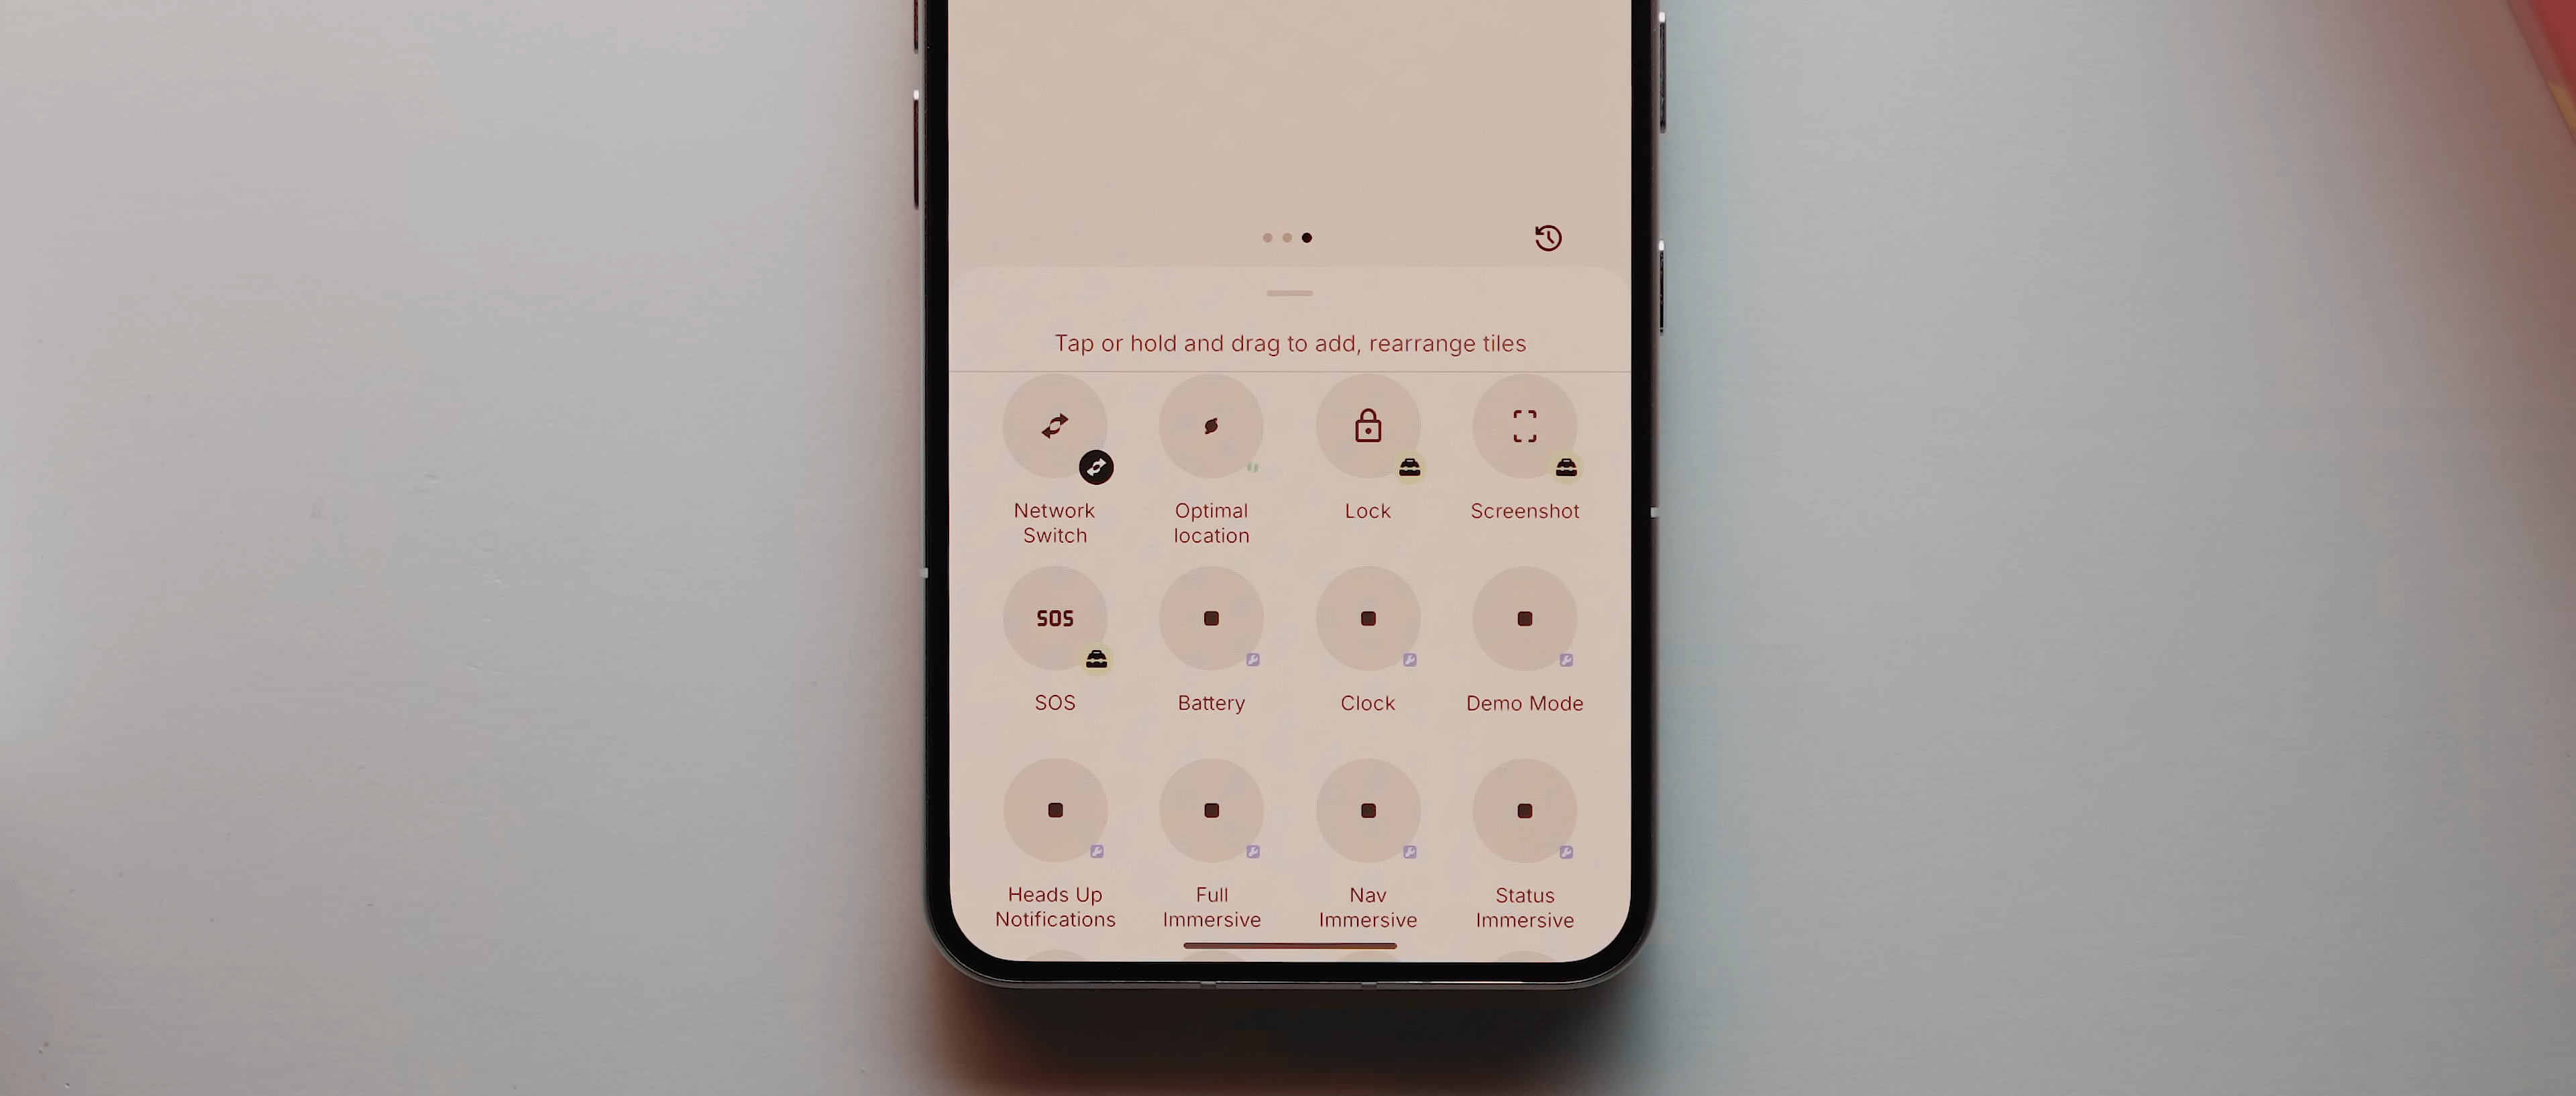 Tap or hold and drag to add, rearrange tiles
Network Switch
Optimal location
Lock
Screenshot
SOS
SOS
Battery
Clock
Demo Mode
Heads Up Notifications
Full Immersive
Nav Immersive
Status Immersive